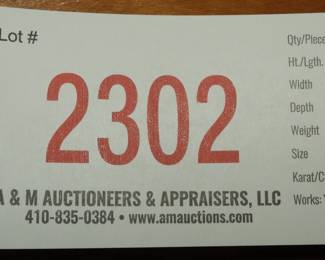 Lot #
2302
A & M AUCTIONEERS & APPRAISERS, LLC
410-835-0384 • www.amauctions.com
Qty/Piece
Ht./Lgth.
Width
Depth
Weight
Size
Karat/C
Works: